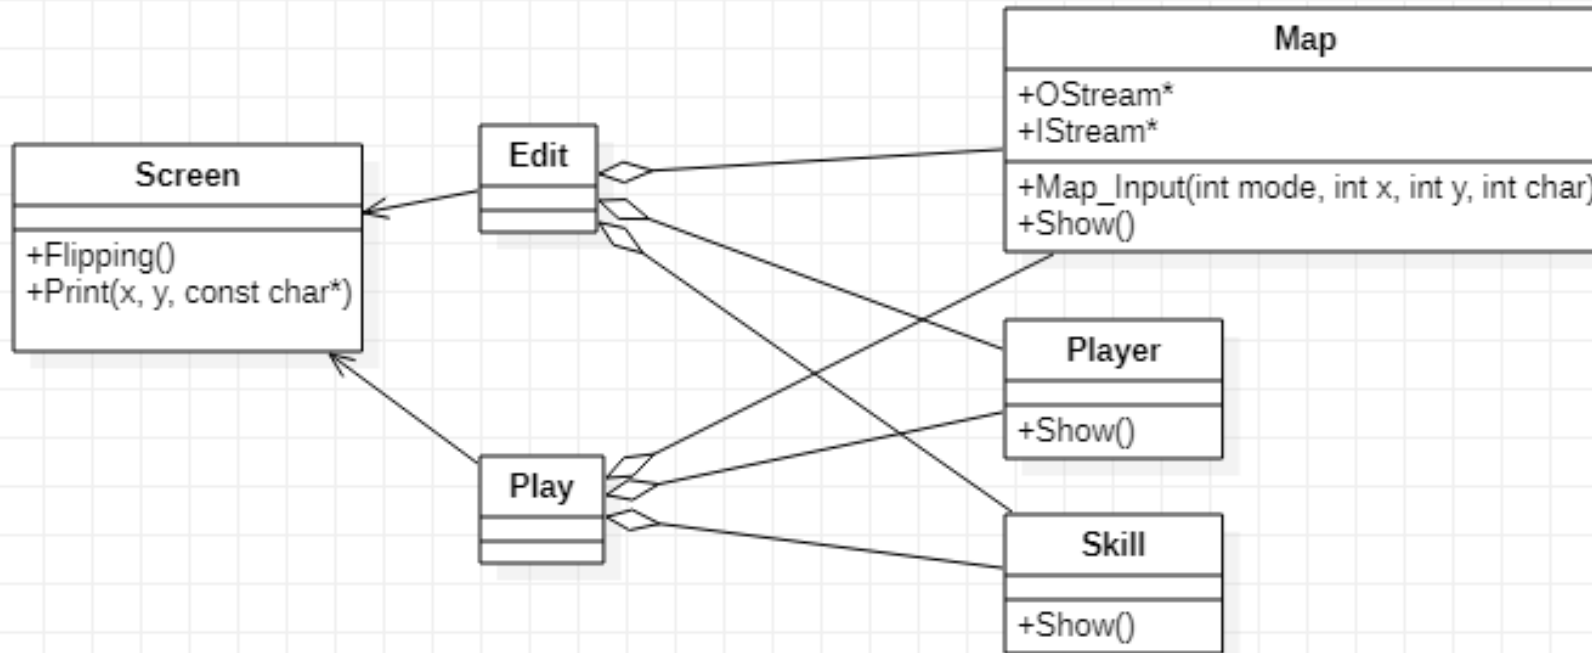 Screen
+Flipping()
+Print(x, y, const char*)
Edit
Play
Map
+OStream*
+IStream*
+Map_Input(int mode, int x, int y, int char)
+Show()
Player
+Show()
Skill
+Show()